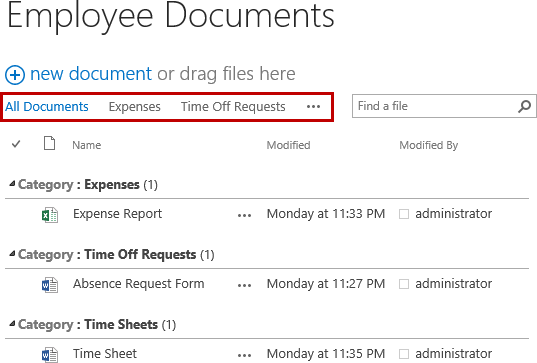 Employee Documents
new document or drag files here
All Documents Expenses Time Off Requests ••• Find a file
Name Modified Modified By
Category : Expenses (1)
Expense Report ••• Monday at 11:33 PM administrator
Category : Time Off Requests (1)
Absence Request Form ••• Monday at 11:27 PM administrator
Category : Time Sheets (1)
Time Sheet ••• Monday at 11:35 PM administrator